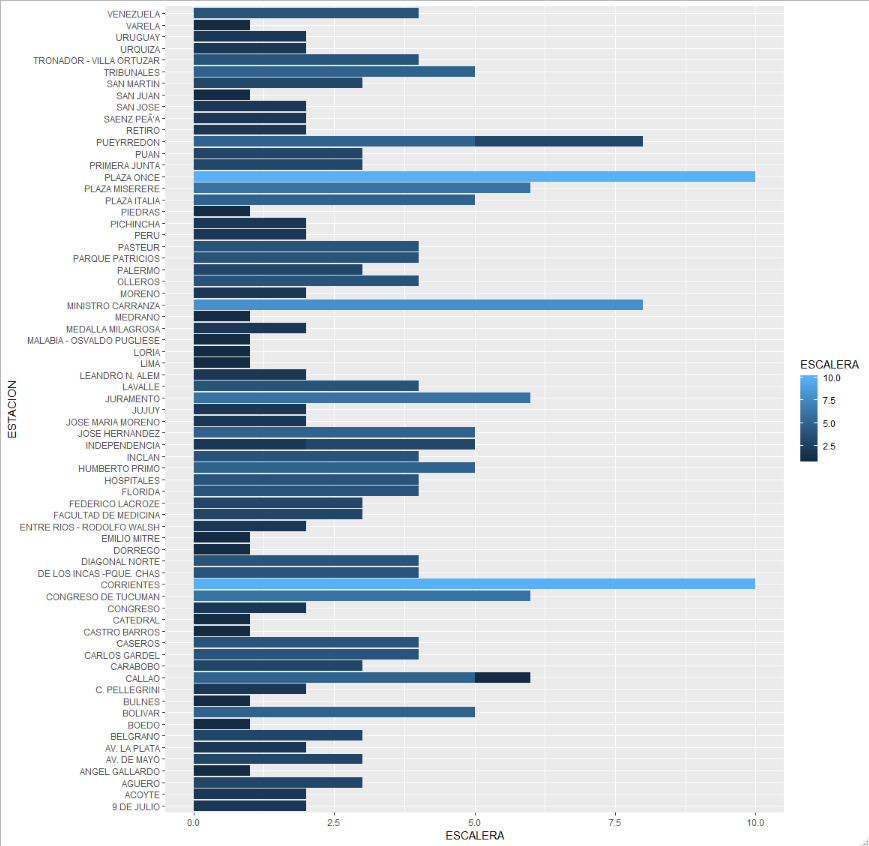 VENEZUELA
VARELA
URUGUAY
URQUIZA
TRONADOR - VILLA ORTUZAR
TRIBUNALES
SAN MARTIN
SAN JUAN
SAN JOSE
SAENZ PEÃ'A
RETIRO
PUEYRREDON
PUAN
PRIMERA JUNTA
PLAZA ONCE
PLAZA MISERERE
PLAZA ITALIA
PIEDRAS
PICHINCHA
PERU
PASTEUR
PARQUE PATRICIOS
PALERMO
OLLEROS
MORENO
MINISTRO CARRANZA
MEDRANO
MEDALLA MILAGROSA
MALABIA - OSVALDO PUGLIESE
LORIA
LIMA
LEANDRO N. ALEM
LAVALLE
JURAMENTO
JUJUY
JOSE MARIA MORENO
JOSE HERNANDEZ
INDEPENDENCIA
INCLAN
HUMBERTO PRIMO
HOSPITALES
FLORIDA
FEDERICO LACROZE
FACULTAD DE MEDICINA
ENTRE RIOS - RODOLFO WALSH
EMILIO MITRE
DORREGO
DIAGONAL NORTE
DE LOS INCAS -PQUE. CHAS
CORRIENTES
CONGRESO DE TUCUMAN
CONGRESO
CATEDRAL
CASTRO BARROS
CASEROS
CARLOS GARDEL
CARABOBO
CALLAO
C. PELLEGRINI
BULNES
BOLIVAR
BOEDO
BELGRANO
AV. LA PLATA
AV. DE MAYO
ANGEL GALLARDO
AGUERO
ACOYTE
9 DE JULIO
ESTACION
0.0 2.5 5.0 7.5 10.0
ESCALERA
ESCALERA
10.0
7.5
5.0
2.5